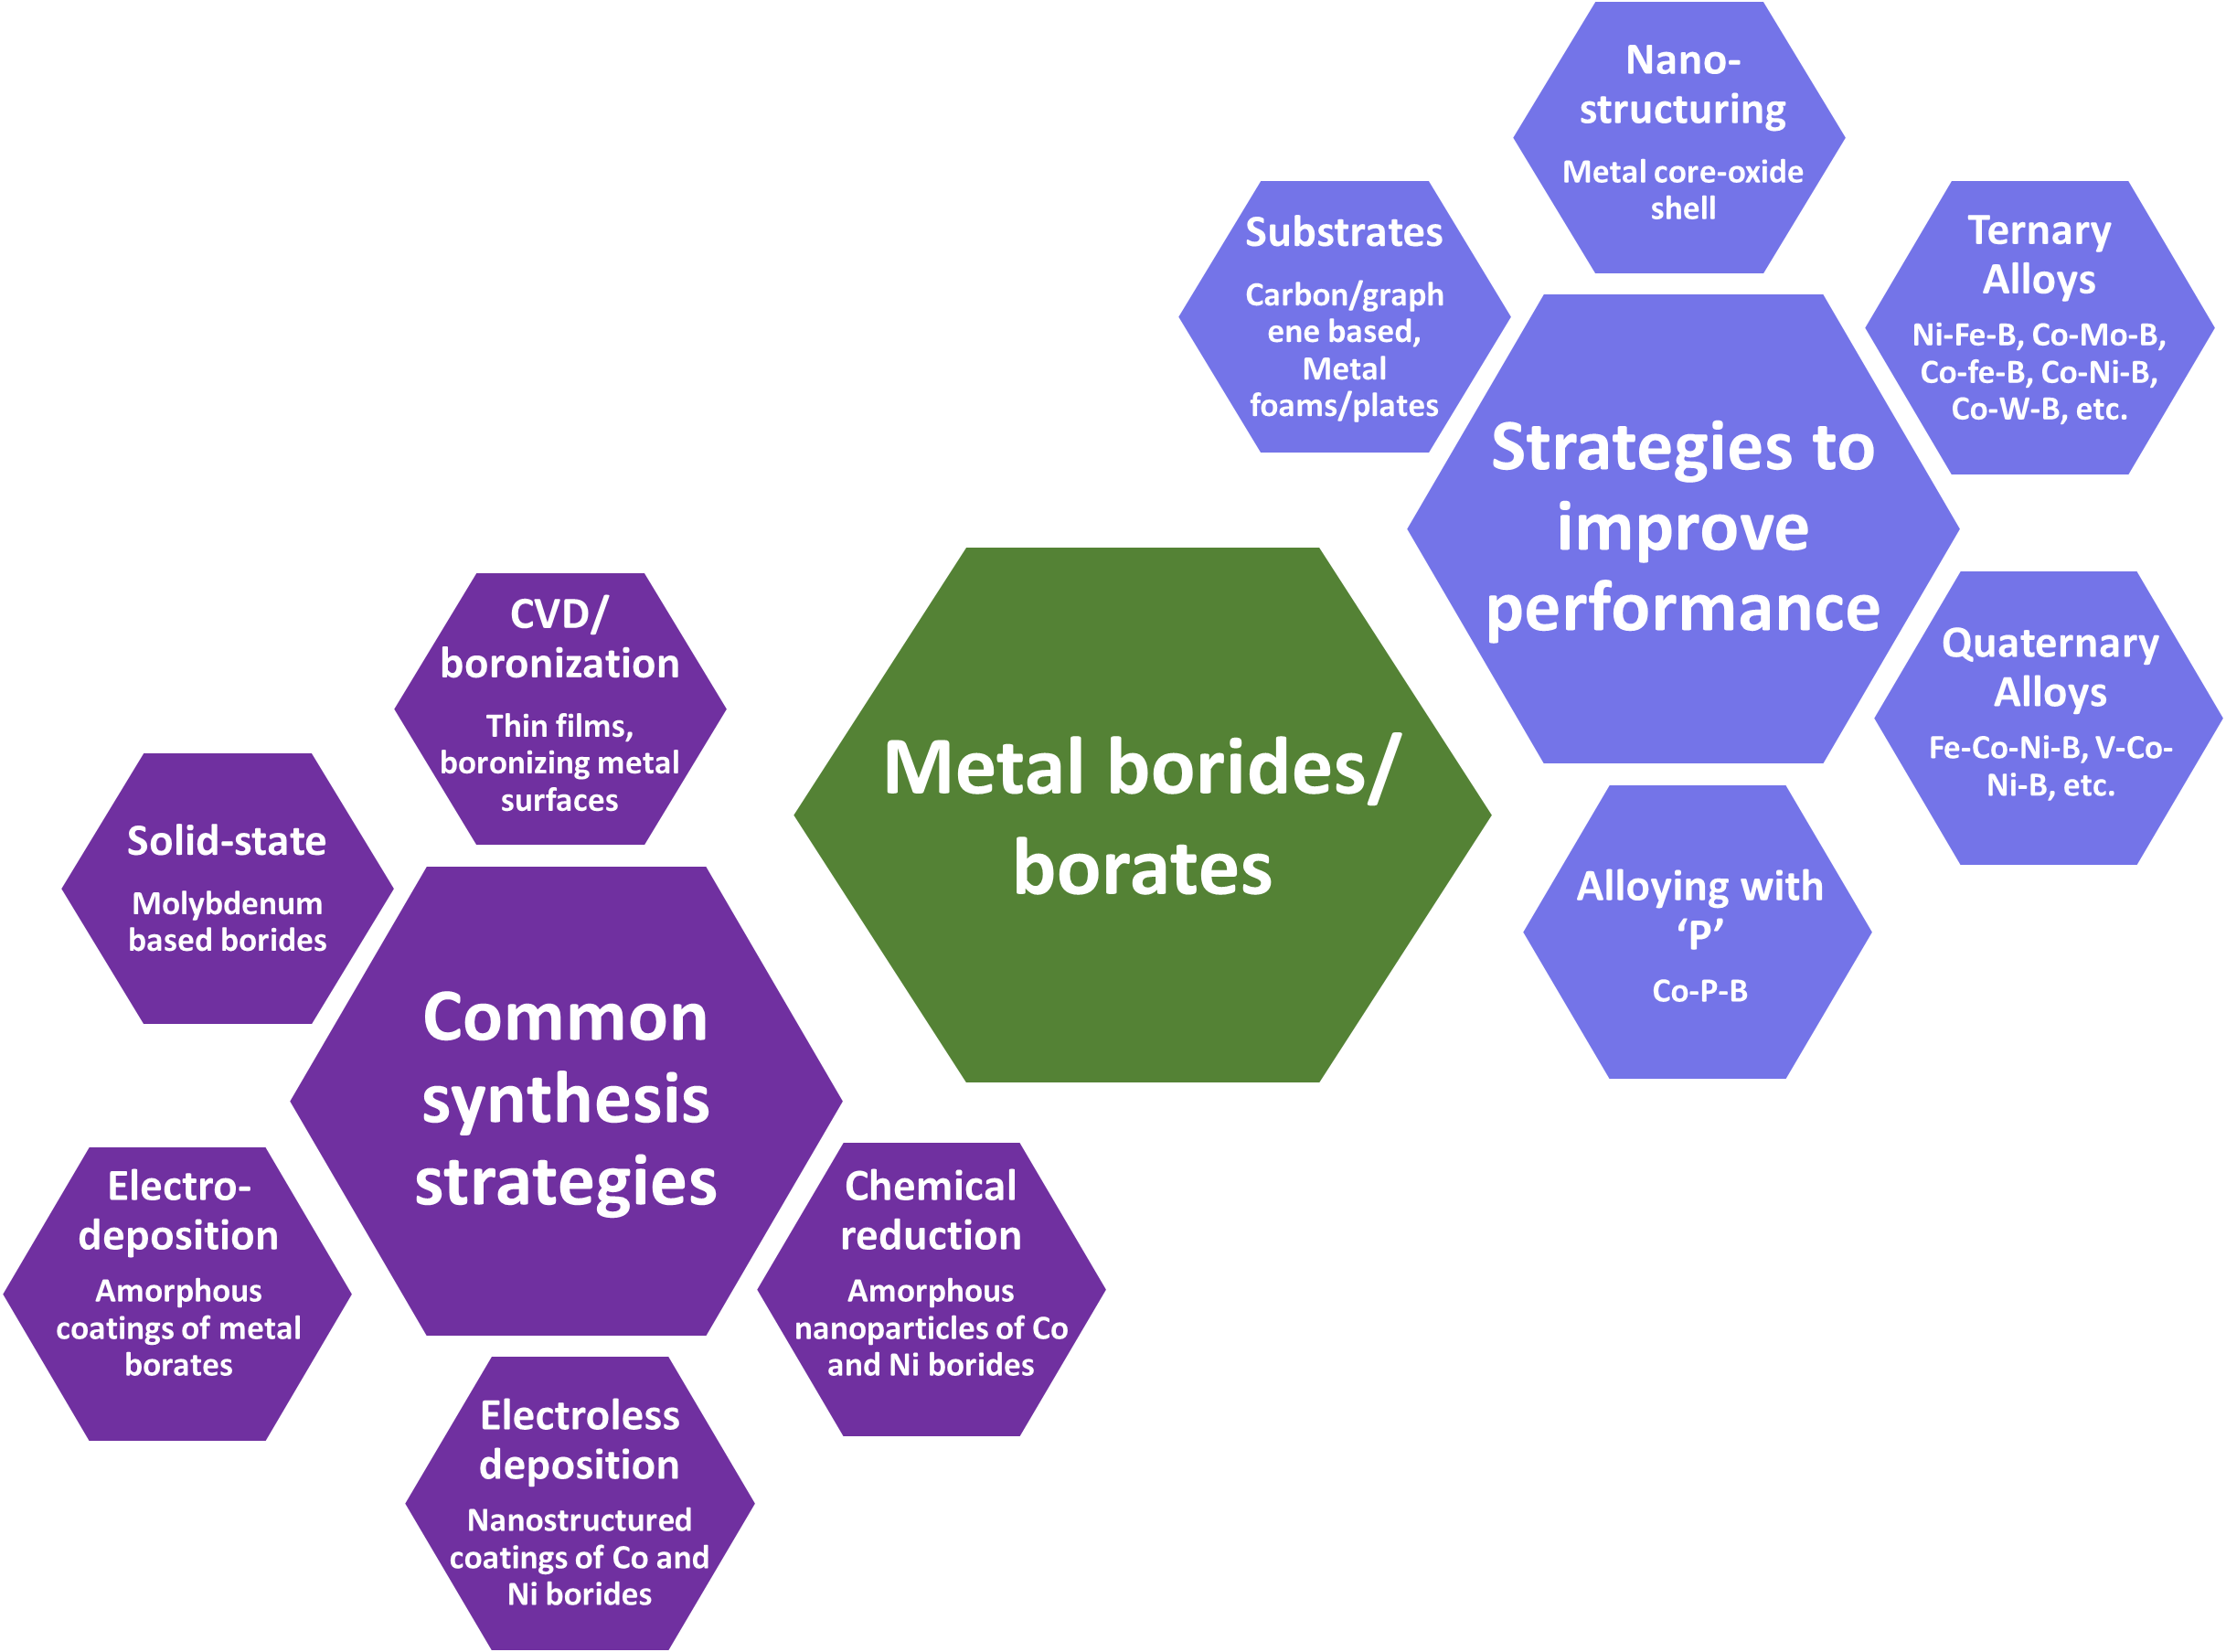 Metal borides/
borates
Strategies to
improve
performance
Substrates
Carbon/graph
ene based,
Metal
foams/plates
Nano-
structuring
Metal core-oxide
shell
Ternary
Alloys
Ni-Fe-B, Co-Mo-B,
Co-fe-B, Co-Ni-B,
Co-W-B, etc.
Quaternary
Alloys
Fe-Co-Ni-B, V-Co-
Ni-B, etc.
Alloying with
‘P’
Co-P-B
Common
synthesis
strategies
CVD/
boronization
Thin films,
boronizing metal
surfaces
Solid-state
Molybdenum
based borides
Electro-
deposition
Amorphous
coatings of metal
borates
Electroless
deposition
Nanostructured
coatings of Co and
Ni borides
Chemical
reduction
Amorphous
nanoparticles of Co
and Ni borides